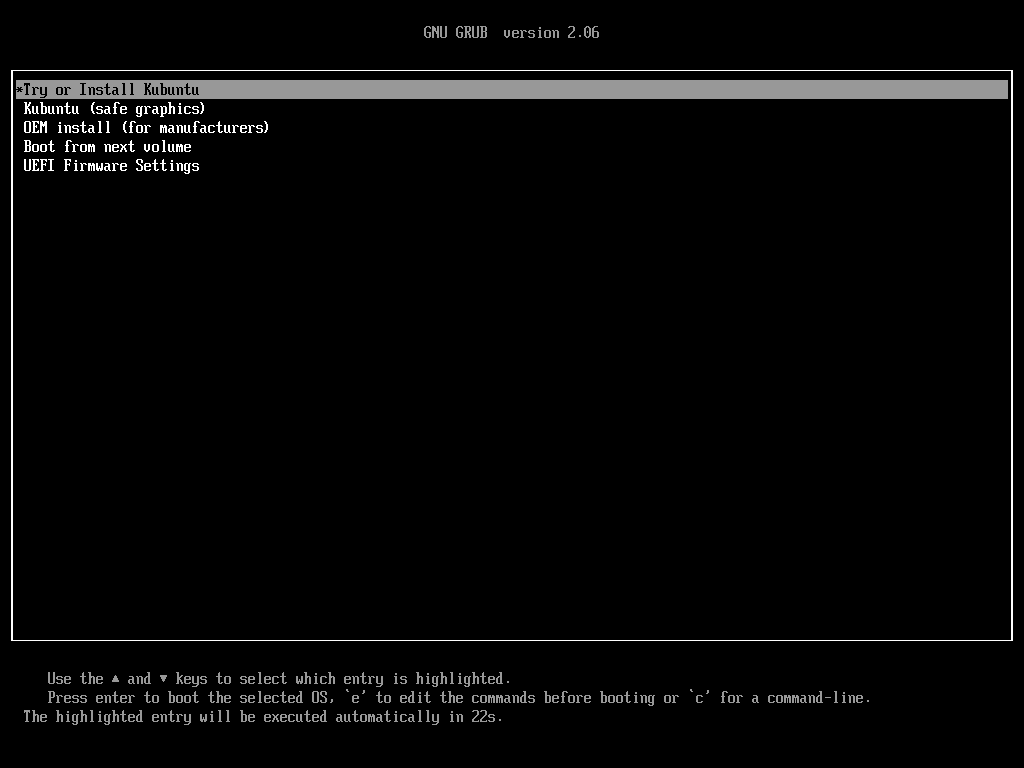 GNU GRUB  version 2.06
*Try or Install Kubuntu
Kubuntu (safe graphics)
OEM install (for manufacturers)
Boot from next volume
UEFI Firmware Settings
Use the ▲ and ▼ keys to select which entry is highlighted.
Press enter to boot the selected OS, `e' to edit the commands before booting or `c' for a command-line.
The highlighted entry will be executed automatically in 22s.